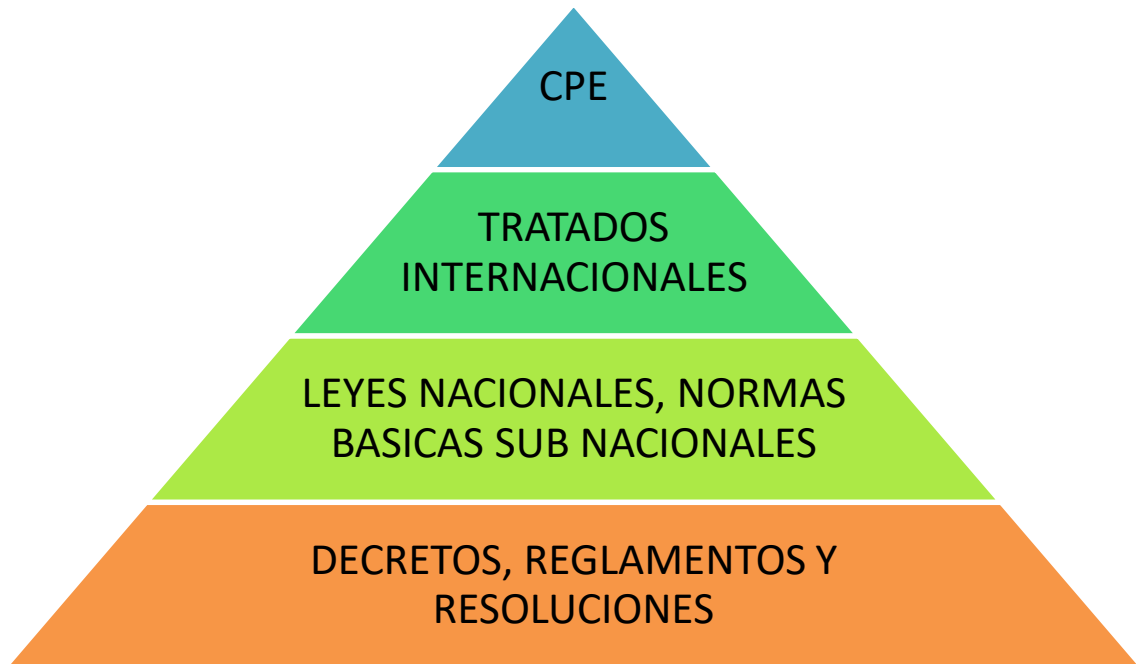 CPE
TRATADOS
INTERNACIONALES
LEYES NACIONALES, NORMAS
BASICAS SUB NACIONALES
DECRETOS, REGLAMENTOS Y
RESOLUCIONES